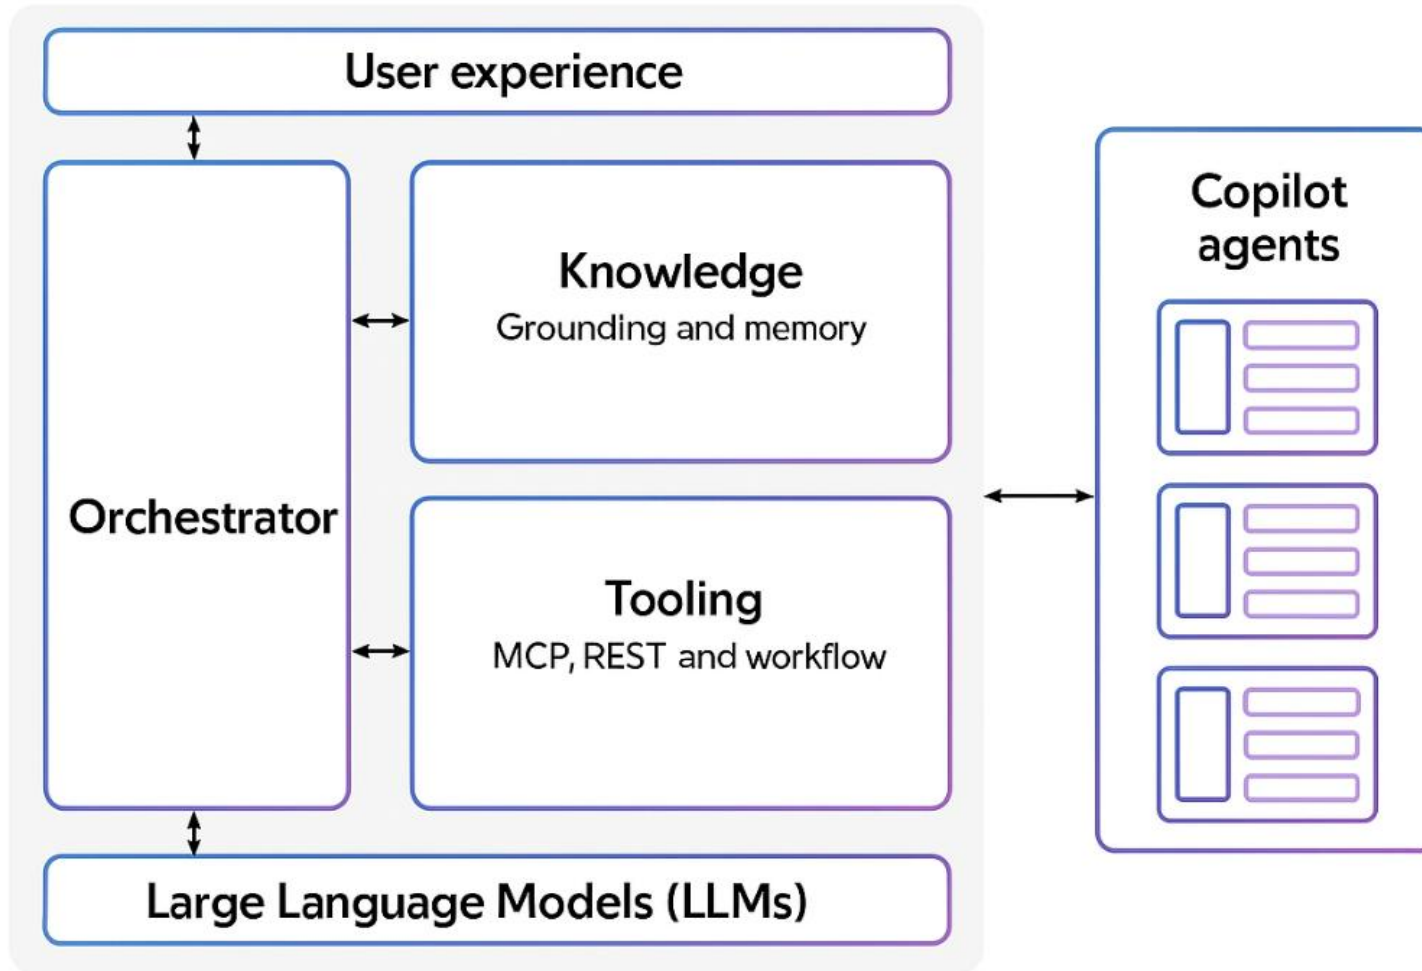 User experience
Knowledge
Grounding and memory
Orchestrator
Tooling
MCP, REST and workflow
Large Language Models (LLMs)
Copilot
agents